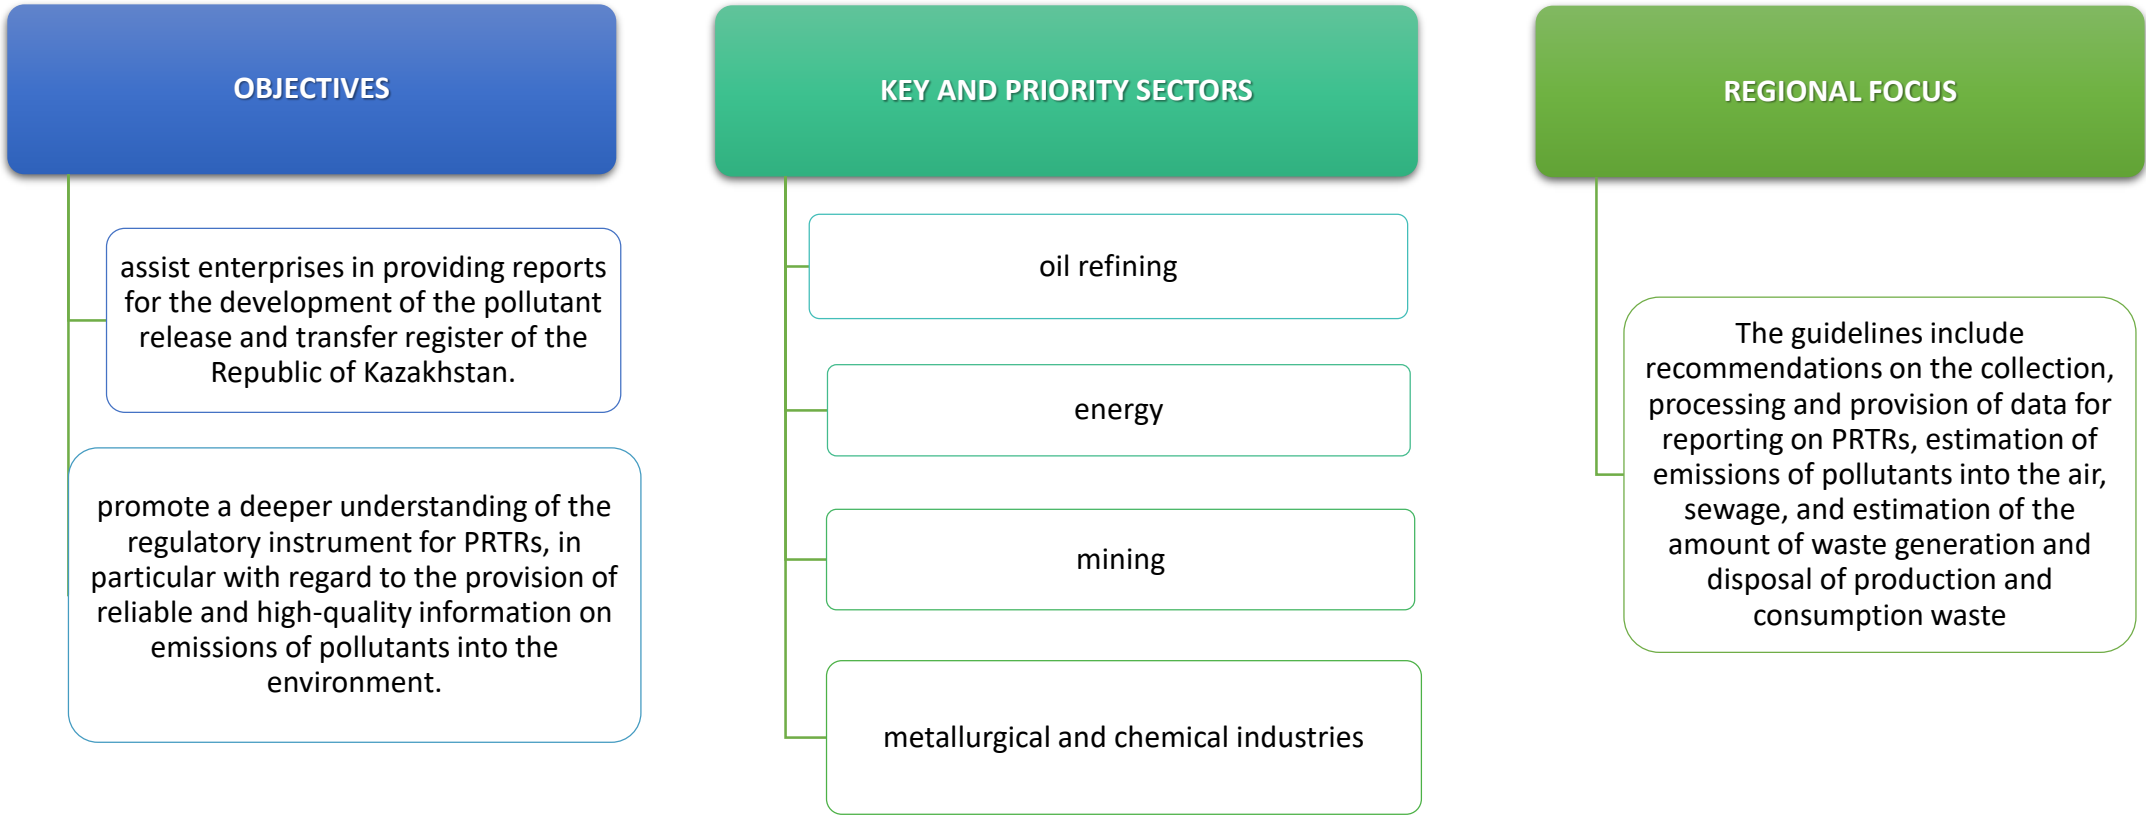 OBJECTIVES
assist enterprises in providing reports
for the development of the pollutant
release and transfer register of the
Republic of Kazakhstan.
promote a deeper understanding of the
regulatory instrument for PRTRs, in
particular with regard to the provision of
reliable and high-quality information on
emissions of pollutants into the
environment.
KEY AND PRIORITY SECTORS
oil refining
energy
mining
metallurgical and chemical industries
REGIONAL FOCUS
The guidelines include
recommendations on the collection,
processing and provision of data for
reporting on PRTRs, estimation of
emissions of pollutants into the air,
sewage, and estimation of the
amount of waste generation and
disposal of production and
consumption waste